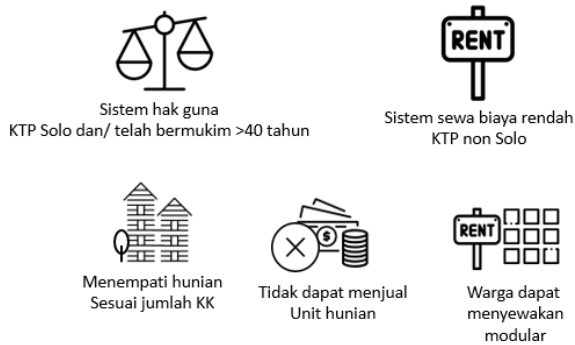 RENT
Sistem hak guna
KTP Solo dan/ telah bermukim >40 tahun
Sistem sewa biaya rendah
KTP non Solo
Menempati hunian
Sesuai jumlah KK
$
Tidak dapat menjual
Unit hunian
RENT
Warga dapat
menyewakan
modular